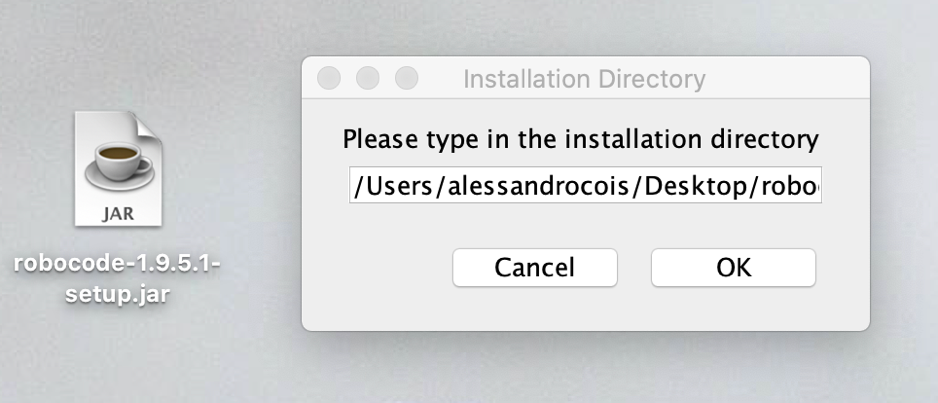 Installation Directory
Please type in the installation directory
/Users/alessandrocois/Desktop/robo
JAR
robocode-1.9.5.1-
setup.jar
Cancel
OK